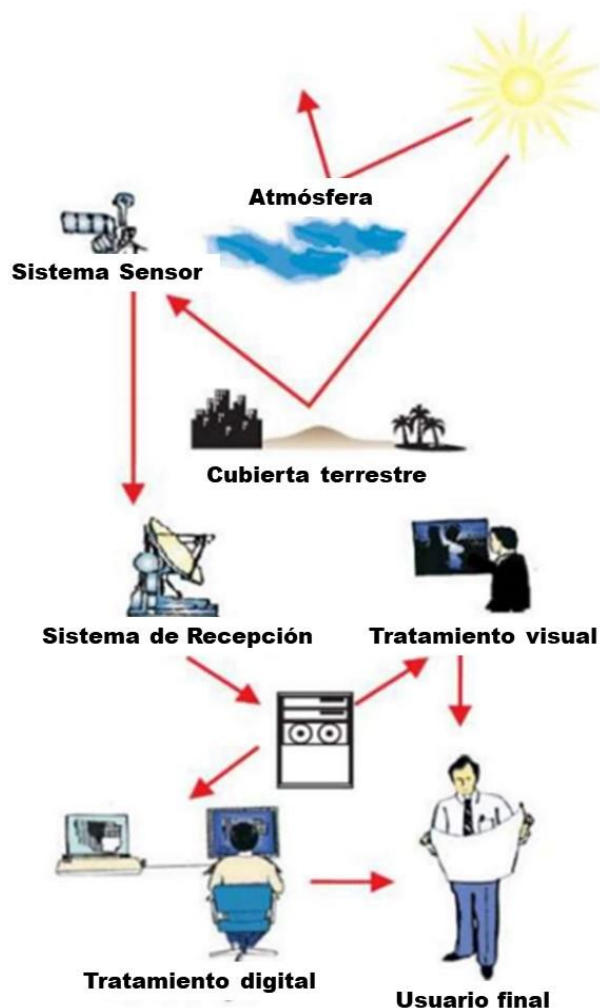 Atmósfera
Sistema Sensor
Cubierta terrestre
Sistema de Recepción
Tratamiento visual
Tratamiento digital
Usuario final